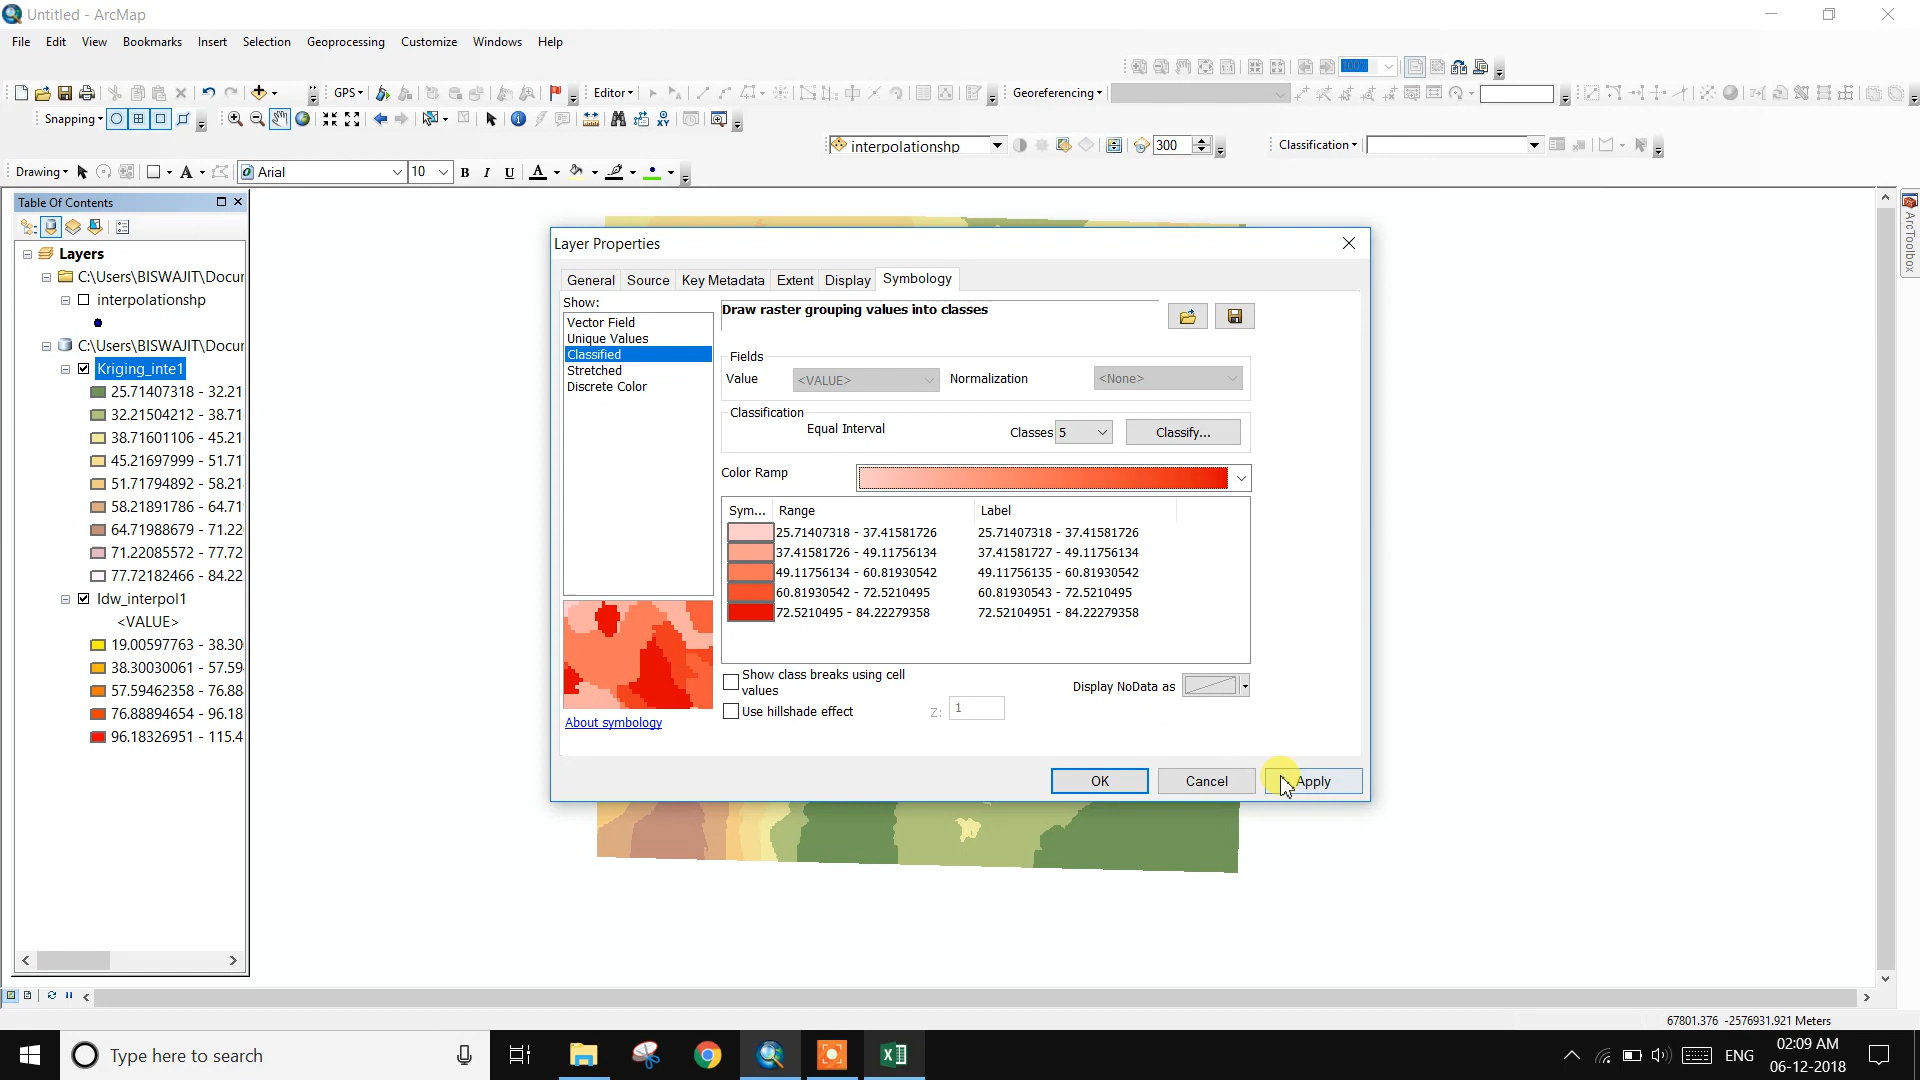 Untitled - ArcMap
File Edit View Bookmarks Insert Selection Geoprocessing Customize Windows Help
100%
GPS Editor Georeferencing
Snapping
interpolationshp 300 Classification
Drawing A Arial 10 B I U A
Table Of Contents
Layers
C:\Users\BISWAJIT\Docur
interpolationshp
C:\Users\BISWAJIT\Docur
Kriging_inte1
25.71407318 - 32.21
32.21504212 - 38.71
38.71601106 - 45.21
45.21697999 - 51.71
51.71794892 - 58.21
58.21891786 - 64.71
64.71988679 - 71.22
71.22085572 - 77.72
77.72182466 - 84.22
Idw_interpol1
<VALUE>
19.00597763 - 38.30
38.30030061 - 57.59
57.59462358 - 76.88
76.88894654 - 96.18
96.18326951 - 115.4
Layer Properties
General Source Key Metadata Extent Display Symbology
Show:
Vector Field
Unique Values
Classified
Stretched
Discrete Color
About symbology
Draw raster grouping values into classes
Fields
Value <VALUE> Normalization <None>
Classification
Equal Interval Classes 5 Classify...
Color Ramp
Sym... Range Label
25.71407318 - 37.41581726 25.71407318 - 37.41581726
37.41581726 - 49.11756134 37.41581727 - 49.11756134
49.11756134 - 60.81930542 49.11756135 - 60.81930542
60.81930542 - 72.5210495 60.81930543 - 72.5210495
72.5210495 - 84.22279358 72.52104951 - 84.22279358
Show class breaks using cell
values
Display NoData as
Use hillshade effect Z: 1
OK Cancel Apply
ArcToolbox
67801.376 -2576931.921 Meters
Type here to search
ENG
02:09 AM
06-12-2018